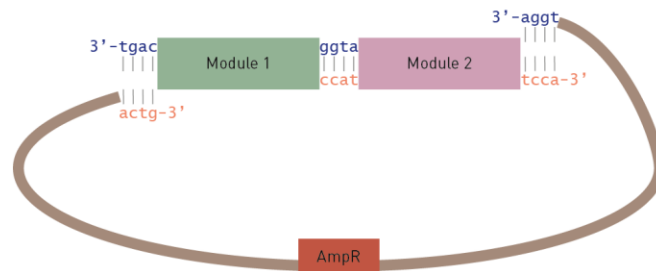 3’-aggt
3’-tgac Module 1 ggta Module 2
ccat tcca-3’
actg-3’
AmpR